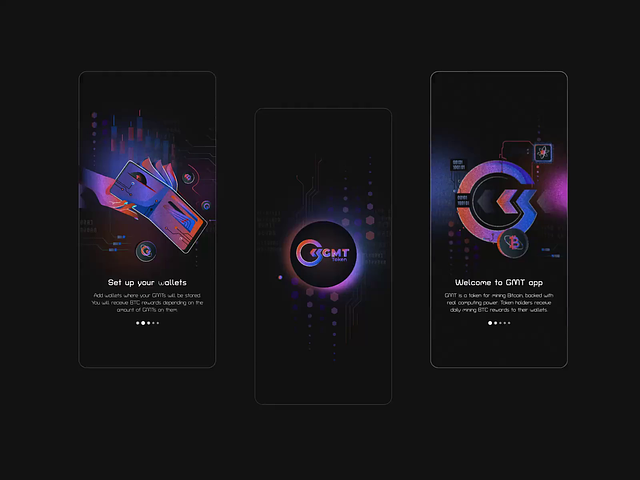 Set up your wallets
Add wallets where your GMTs will be stored.
You will receive BTC rewards depending on the
amount of GMTs on them
GMT
Token
Welcome to GMT app
GMT is a token for mining Bitcoin, backed with
real computing power. Token holders receive
daily mining BTC rewards to their wallets.